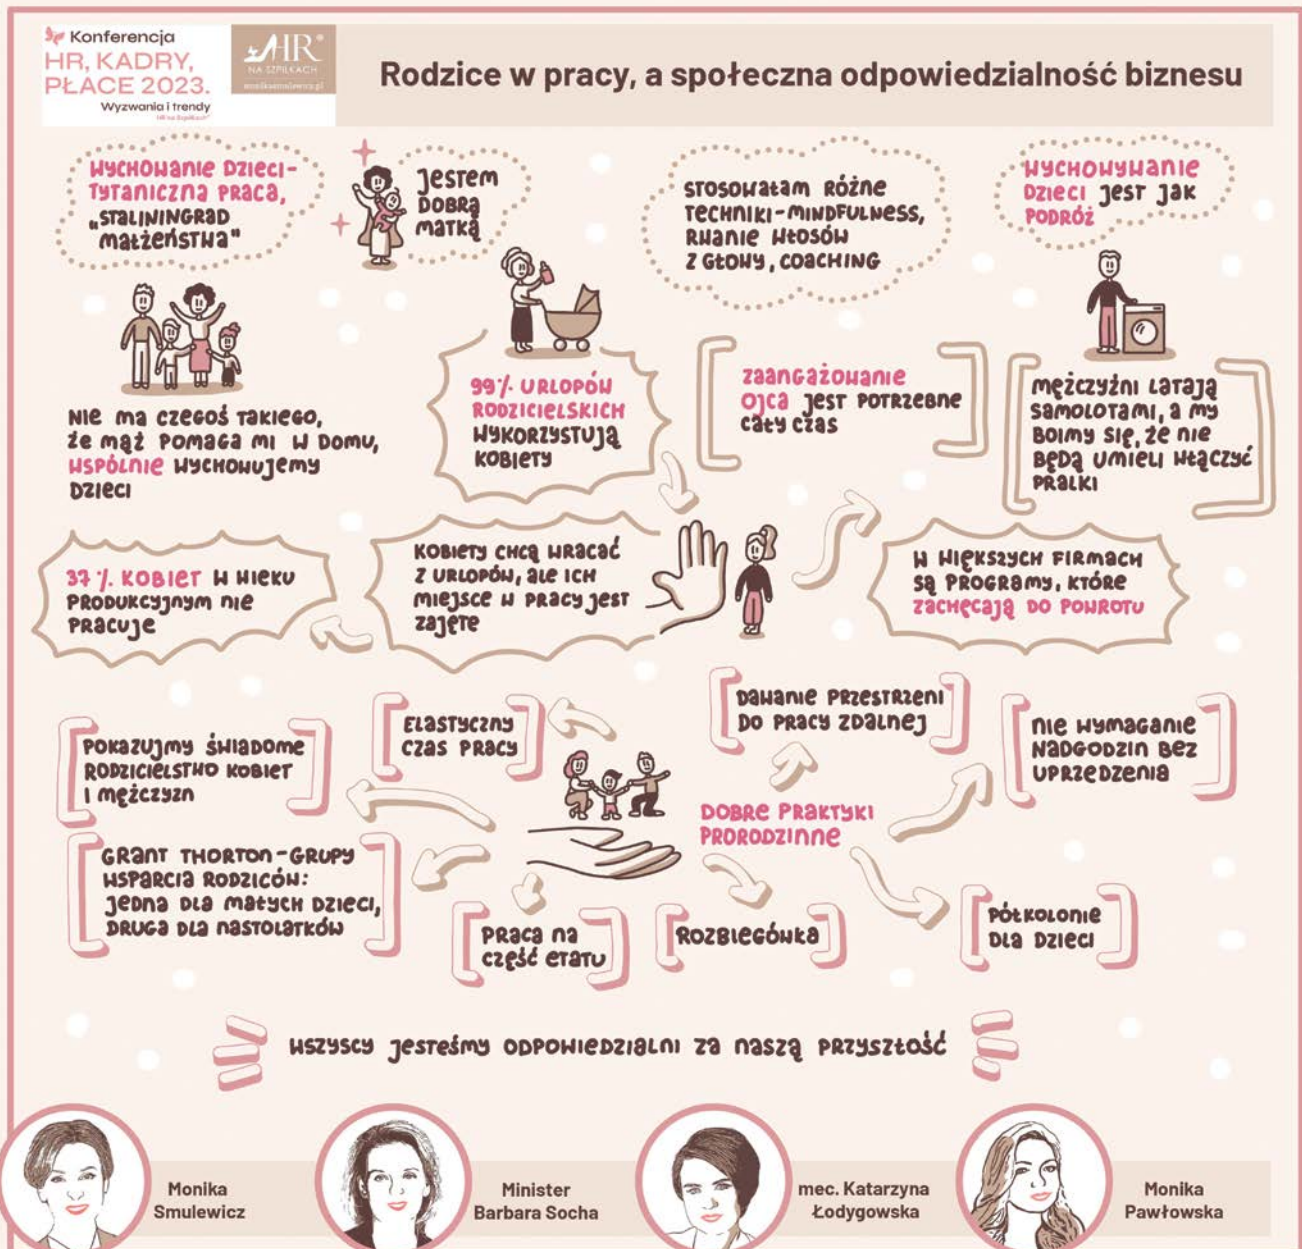 Konferencja
HR, KADRY,
PŁACE 2023.
Wyzwania i trendy
HR na Szpilkach
HR®
NA SZPILKACH
monikasmulewicz.pl
Rodzice w pracy, a społeczna odpowiedzialność biznesu
WYCHOWANIE DZIECI-
TYTANICZNA PRACA,
„STALININGRAD
MAŁŻEŃSTWA"
JESTEM
DOBRĄ
MATKĄ
STOSOWAŁAM RÓŻNE
TECHNIKI-MINDFULNESS,
RWANIE WŁOSÓW
Z GŁOWY, COACHING
WYCHOWYWANIE
DZIECI JEST JAK
PODRÓŻ
NIE MA CZEGOŚ TAKIEGO,
ŻE MĄŻ POMAGA MI W DOMU,
WSPÓLNIE WYCHOWUJEMY
DZIECI
99% URLOPÓW
RODZICIELSKICH
WYKORZYSTUJĄ
KOBIETY
ZAANGAŻOWANIE
OJCA JEST POTRZEBNE
CAŁY CZAS
MĘŻCZYŹNI LATAJĄ
SAMOLOTAMI, A MY
BOIMY SIĘ, ŻE NIE
BĘDĄ UMIELI WŁĄCZYĆ
PRALKI
37% KOBIET W WIEKU
PRODUKCYJNYM NIE
PRACUJE
KOBIETY CHCĄ WRACAĆ
Z URLOPÓW, ALE ICH
MIEJSCE W PRACY JEST
ZAJĘTE
W WIĘKSZYCH FIRMACH
SĄ PROGRAMY, KTÓRE
ZACHĘCAJĄ DO POWROTU
POKAZUJMY ŚWIADOME
RODZICIELSTWO KOBIET
I MĘŻCZYZN
ELASTYCZNY
CZAS PRACY
DAWANIE PRZESTRZENI
DO PRACY ZDALNEJ
NIE WYMAGANIE
NADGODZIN BEZ
UPRZEDZENIA
DOBRE PRAKTYKI
PRORODZINNE
GRANT THORTON-GRUPY
WSPARCIA RODZICÓW:
JEDNA DLA MAŁYCH DZIECI,
DRUGA DLA NASTOLATKÓW
PRACA NA
CZĘŚĆ ETATU
ROZBIEGÓWKA
PÓŁKOLONIE
DLA DZIECI
WSZYSCY JESTEŚMY ODPOWIEDZIALNI ZA NASZĄ PRZYSZŁOŚĆ
Monika
Smulewicz
Minister
Barbara Socha
mec. Katarzyna
Łodygowska
Monika
Pawłowska